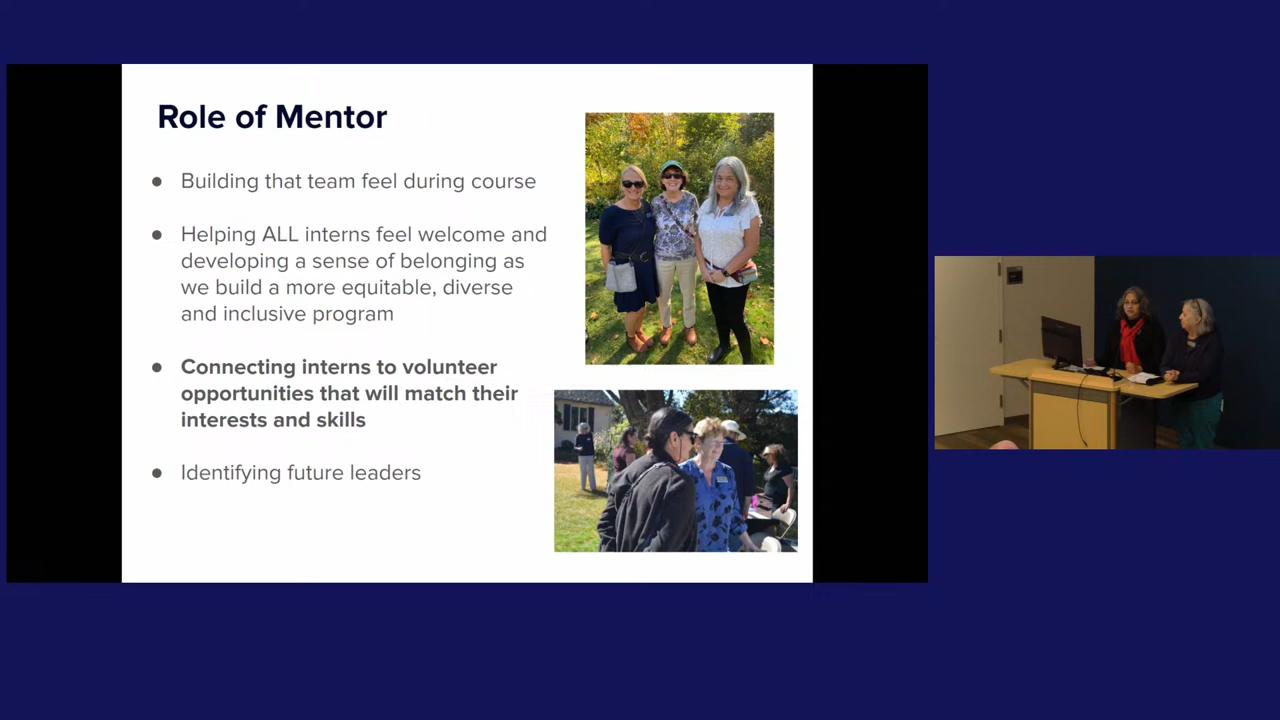 Role of Mentor
● Building that team feel during course
● Helping ALL interns feel welcome and
developing a sense of belonging as
we build a more equitable, diverse
and inclusive program
● Connecting interns to volunteer
opportunities that will match their
interests and skills
● Identifying future leaders